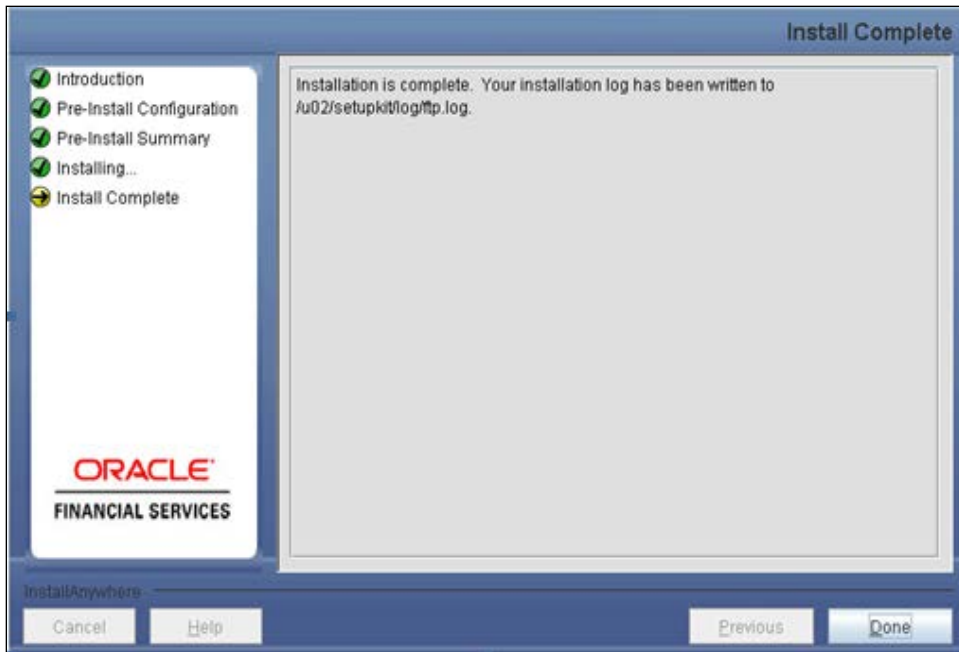 Install Complete
Introduction
Pre-Install Configuration
Pre-Install Summary
Installing...
Install Complete
Installation is complete. Your installation log has been written to
/u02/setupkit/log/ftp.log.
ORACLE
FINANCIAL SERVICES
InstallAnywhere
Cancel
Help
Previous
Done